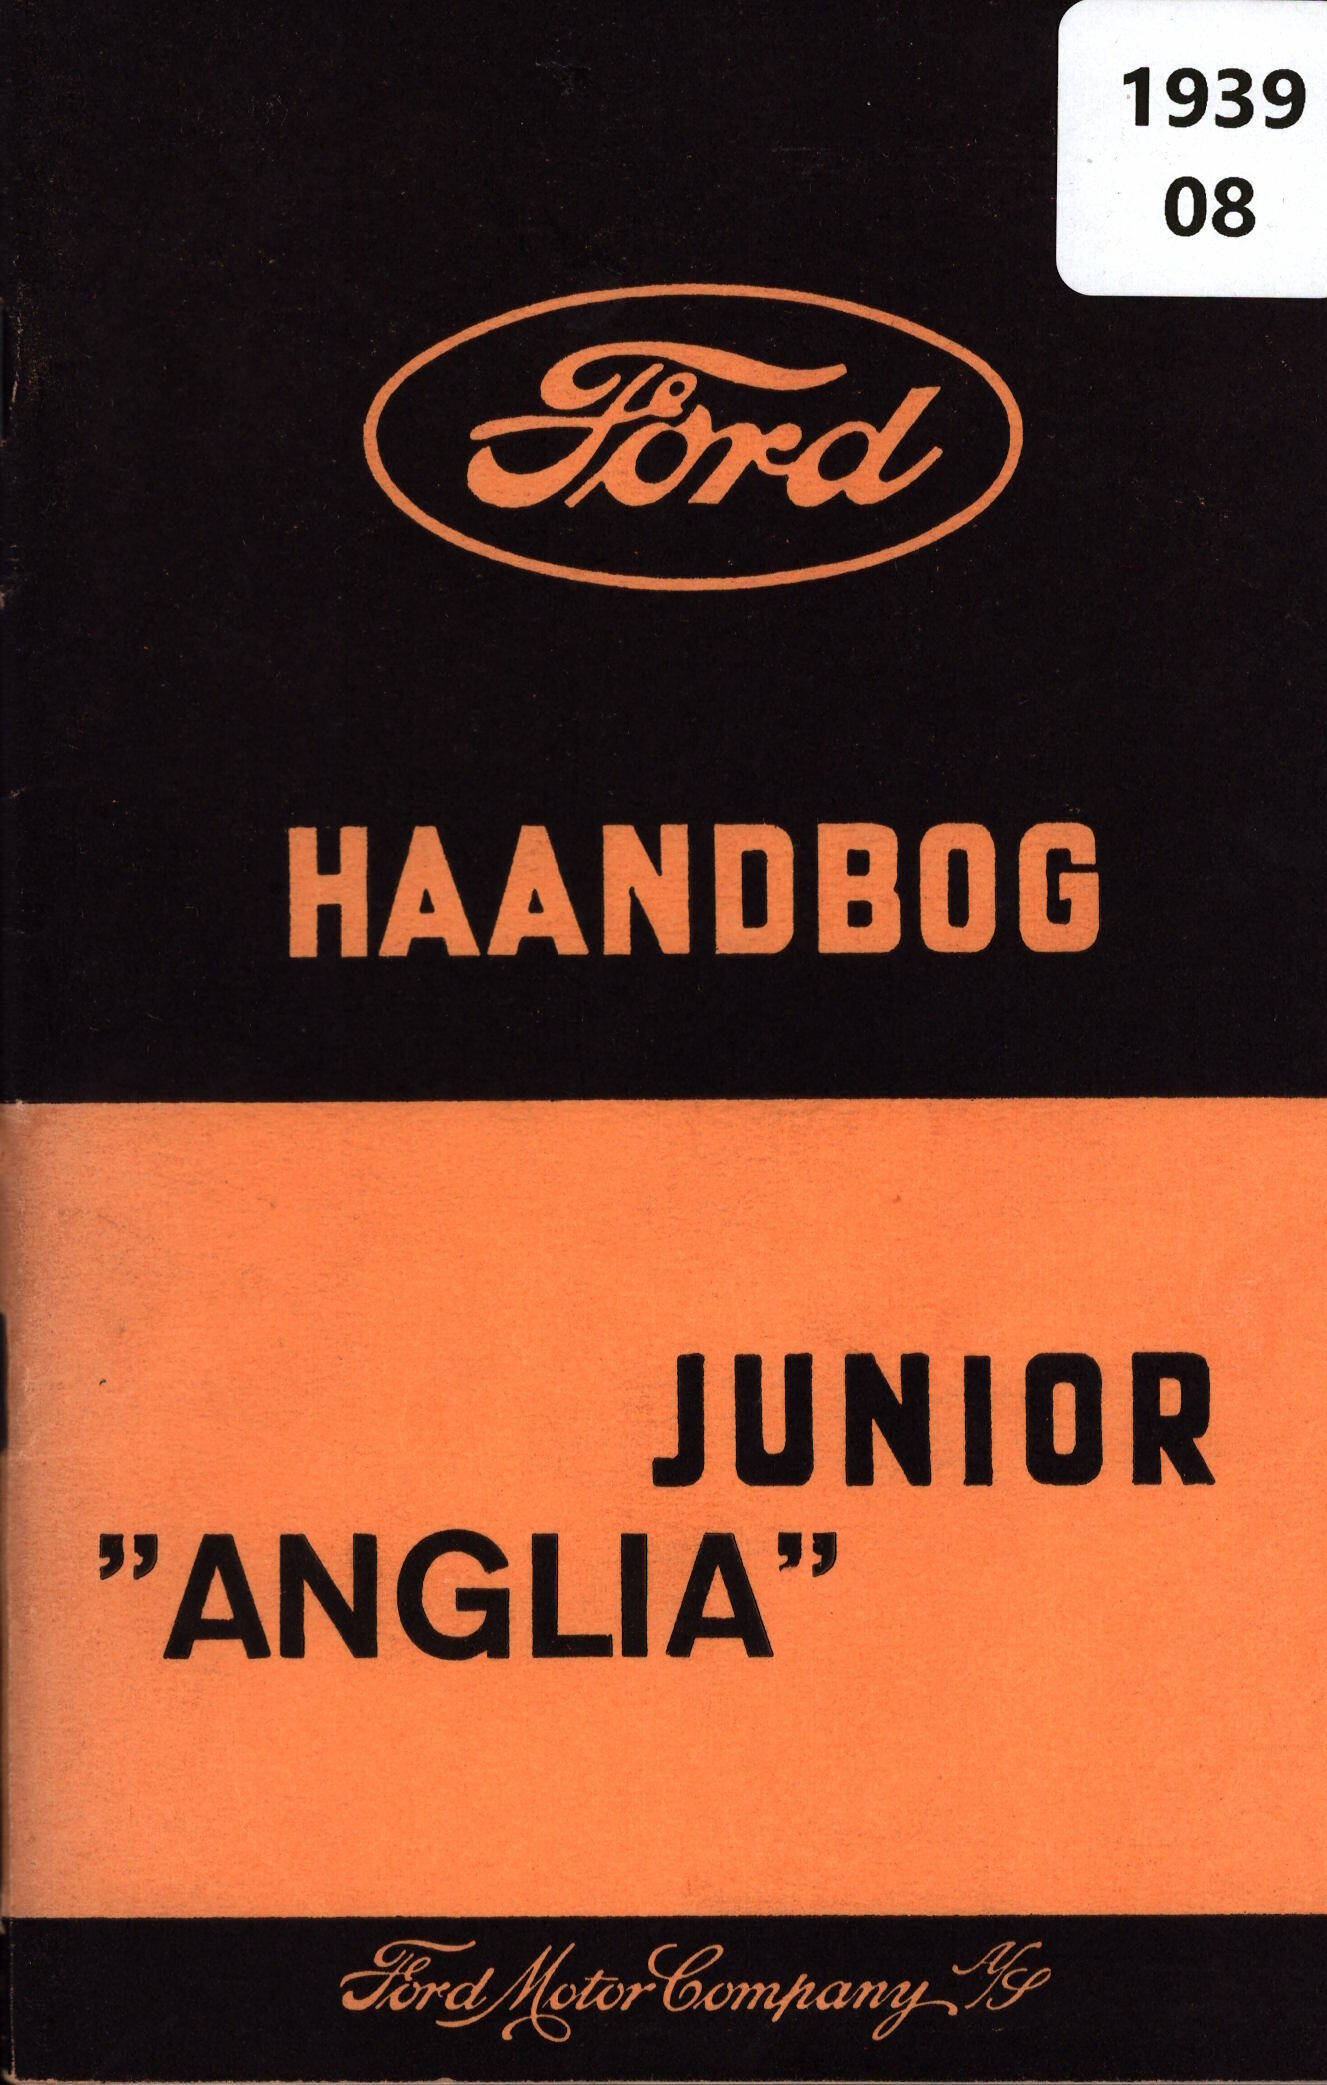 1939
08
Ford
HAANDBOG
JUNIOR
”ANGLIA”
Ford Motor Company A/S